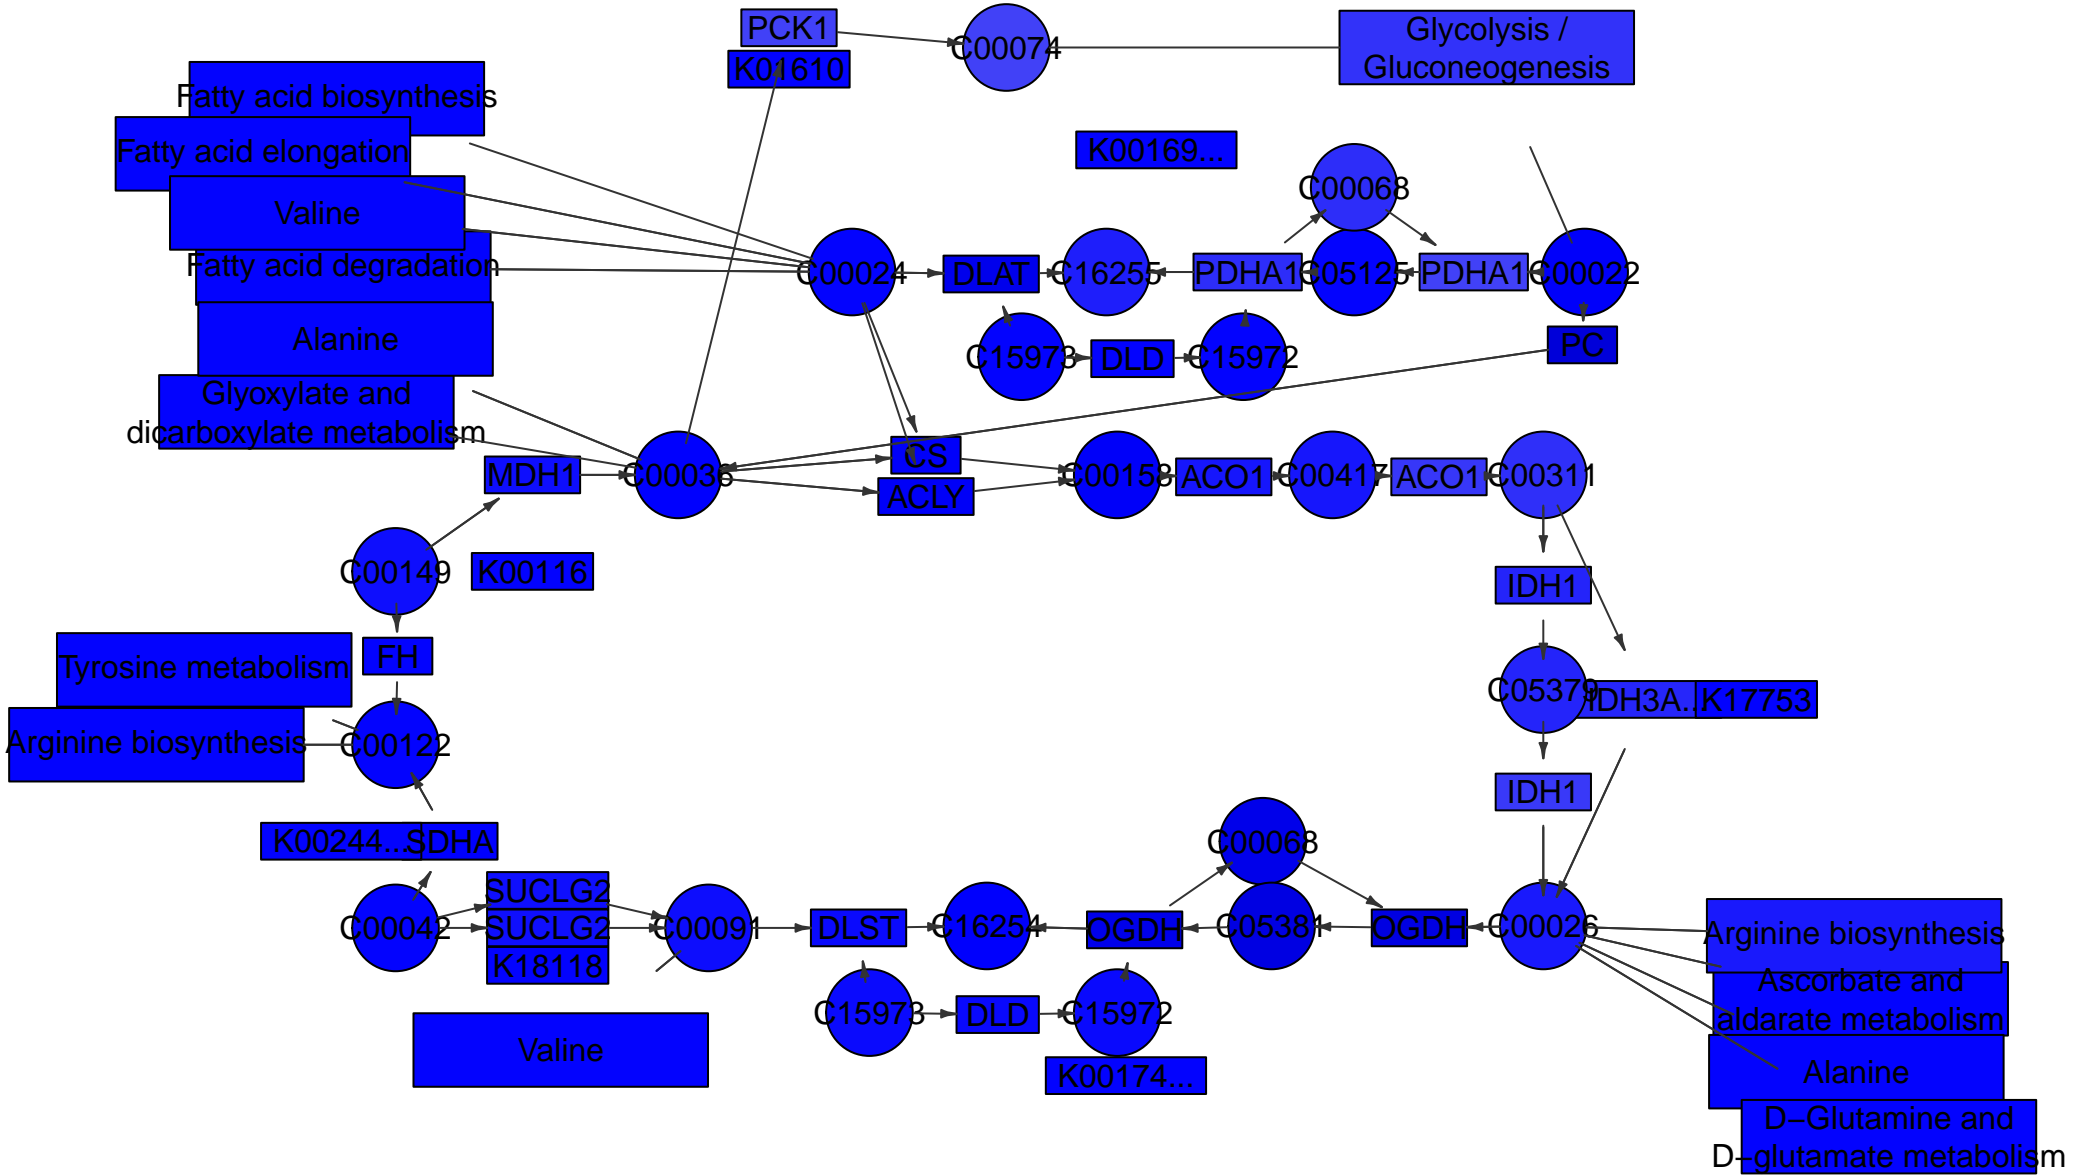 PCK1
C00074
Glycolysis /
Gluconeogenesis
K01610
Fatty acid biosynthesis
Fatty acid elongation
K00169...
C00068
Valine
Fatty acid degradation
C00024
DLAT
C16255
PDHA1
C05125
PDHA1
C00022
Alanine
C15973
DLD
C15972
PC
Glyoxylate and
dicarboxylate metabolism
MDH1
C00036
CS
ACLY
C00158
ACO1
C00417
ACO1
C00311
C00149
K00116
IDH1
Tyrosine metabolism
FH
C05379
IDH3A...
K17753
Arginine biosynthesis
C00122
IDH1
K00244...
SDHA
C00068
SUCLG2
C00042
SUCLG2
C00091
DLST
C16254
OGDH
C05381
OGDH
C00026
Arginine biosynthesis
K18118
Ascorbate and
aldarate metabolism
C15973
DLD
C15972
Valine
K00174...
Alanine
D−Glutamine and
D−glutamate metabolism